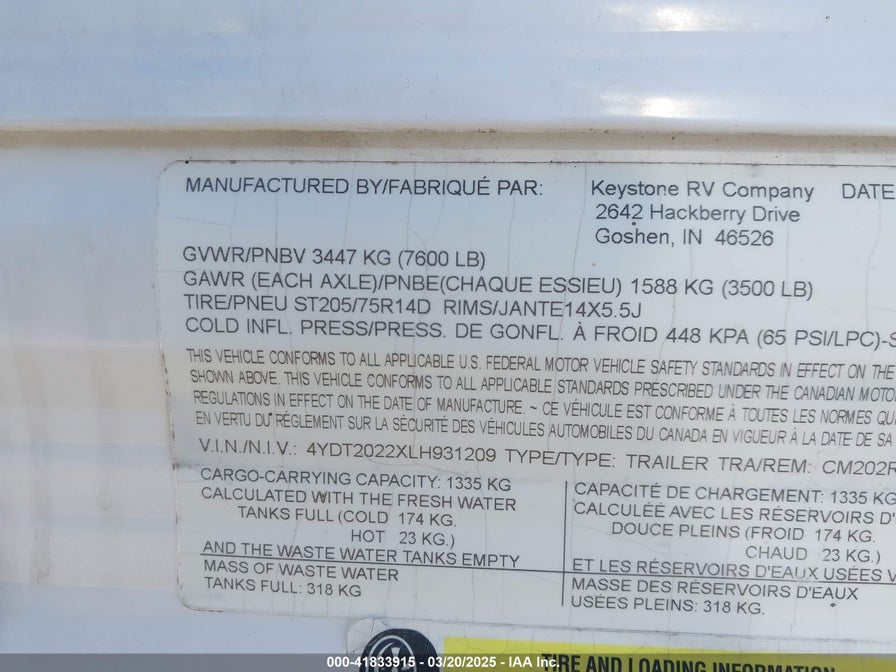 MANUFACTURED BY/FABRIQUÉ PAR: Keystone RV Company DATE
2642 Hackberry Drive
Goshen, IN 46526
GVWR/PNBV 3447 KG (7600 LB)
GAWR (EACH AXLE)/PNBE(CHAQUE ESSIEU) 1588 KG (3500 LB)
TIRE/PNEU ST205/75R14D RIMS/JANTE14X5.5J
COLD INFL. PRESS/PRESS. DE GONFL. À FROID 448 KPA (65 PSI/LPC)-S
THIS VEHICLE CONFORMS TO ALL APPLICABLE U.S. FEDERAL MOTOR VEHICLE SAFETY STANDARDS IN EFFECT ON THE
SHOWN ABOVE. THIS VEHICLE CONFORMS TO ALL APPLICABLE STANDARDS PRESCRIBED UNDER THE CANADIAN MOTOR
REGULATIONS IN EFFECT ON THE DATE OF MANUFACTURE. ~ CE VÉHICULE EST CONFORME À TOUTES LES NORMES QUI
EN VERTU DU RÉGLEMENT SUR LA SÉCURITÉ DES VÉHICULES AUTOMOBILES DU CANADA EN VIGUEUR À LA DATE DE SA
V.I.N./N.I.V.: 4YDT2022XLH931209 TYPE/TYPE: TRAILER TRA/REM: CM202R
CARGO-CARRYING CAPACITY: 1335 KG
CALCULATED WITH THE FRESH WATER
TANKS FULL (COLD 174 KG.
HOT 23 KG.)
AND THE WASTE WATER TANKS EMPTY
MASS OF WASTE WATER
TANKS FULL: 318 KG
CAPACITÉ DE CHARGEMENT: 1335 KG
CALCULÉE AVEC LES RÉSERVOIRS D'
DOUCE PLEINS (FROID 174 KG.
CHAUD 23 KG.)
ET LES RÉSERVOIRS D'EAUX USÉES V
MASSE DES RÉSERVOIRS D'EAUX
USÉES PLEINS: 318 KG.
TIRE AND LOADING INFORMATION
000-41833915 - 03/20/2025 - IAA Inc.